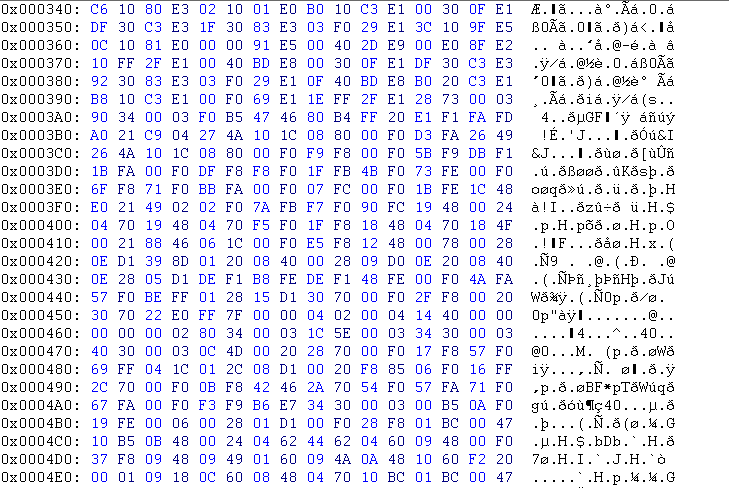 0x000340: C6 10 80 E3 02 10 01 E0 B0 10 C3 E1 00 30 0F E1 Æ.▮ã...à°.Ãá.0.á
0x000350: DF 30 C3 E3 1F 30 83 E3 03 F0 29 E1 3C 10 9F E5 ß0Ãã.0▮ã.ð)á<.▮å
0x000360: 0C 10 81 E0 00 00 91 E5 00 40 2D E9 00 E0 8F E2
0x000370: 10 FF 2F E1 00 40 BD E8 00 30 0F E1 DF 30 C3 E3 .ÿ/á.@½è.0.áß0Ãã
0x000380: 92 30 83 E3 03 F0 29 E1 0F 40 BD E8 B0 20 C3 E1
0x000390: B8 10 C3 E1 00 F0 69 E1 1E FF 2F E1 28 73 00 03 ¸.Ãá.ðiá.ÿ/á(s..
0x0003A0: 90 34 00 03 F0 B5 47 46 80 B4 FF 20 E1 F1 FA FD
0x0003B0: A0 21 C9 04 27 4A 10 1C 08 80 00 F0 D3 FA 26 49 !É.'J...▮.ðÓú&I
0x0003C0: 26 4A 10 1C 08 80 00 F0 F9 F8 00 F0 5B F9 DB F1 &J...▮.ðùø.ð[ùÛñ
0x0003D0: 1B FA 00 F0 DF F8 F8 F0 1F FB 4B F0 73 FE 00 F0 .ú.ðßøøð.ûKðsþ.ð
0x0003E0: 6F F8 71 F0 BB FA 00 F0 07 FC 00 F0 1B FE 1C 48 oøqð»ú.ð.ü.ð.þ.H
0x0003F0: E0 21 49 02 02 F0 7A FB F7 F0 90 FC 19 48 00 24 à!I..ðzû÷ð.ü.H.$
0x000400: 04 70 19 48 04 70 F5 F0 1F FF 18 48 04 70 18 4F
0x000410: 00 21 88 46 06 1C 00 F0 E5 F8 12 48 00 78 00 28 .!▮F...ðåø.H.x.(
0x000420: 0E D1 39 8D 01 20 08 40 00 28 09 D0 0E 20 08 40 .Ñ9.. .@.(.Ð. .@
0x000430: 0E 28 05 D1 DE F1 B8 FE DE F1 48 FE 00 F0 4A FA .(.ÑÞñ¸þÞñHþ.ðJú
0x000440: 57 F0 BE FF 01 28 15 D1 30 70 00 F0 2F F8 00 20 Wð¾ÿ.(.Ñ0p.ð/ø.
0x000450: 30 70 22 E0 FF 7F 00 00 04 02 00 04 14 40 00 00 0p"àÿ▮.......@..
0x000460: 00 00 00 02 80 34 00 03 1C 5E 00 03 34 30 00 03 ....▮4...^..40..
0x000470: 40 30 00 03 0C 4D 00 20 28 70 00 F0 17 F8 57 F0 @0...M. (p.ð.øWð
0x000480: 69 FF 04 1C 01 2C 08 D1 00 20 F8 85 06 F0 16 FF
0x000490: 2C 70 00 F0 0B F8 42 46 2A 70 54 F0 57 FA 71 F0 ,p.ð.øBF*pTðWúqð
0x0004A0: 67 FA 00 F0 F3 F9 B6 E7 34 30 00 03 00 B5 0A F0 gú.ðóù¶ç40...µ.ð
0x0004B0: 19 FE 00 06 00 28 01 D1 00 F0 28 F8 01 BC 00 47 .þ...(.Ñ.ð(ø.¼.G
0x0004C0: 10 B5 0B 48 00 24 04 62 44 62 04 60 09 48 00 F0 .µ.H.$.bDb.`.H.ð
0x0004D0: 37 F8 09 48 09 49 01 60 09 4A 0A 48 10 60 F2 20 7ø.H.I.`.J.H.`ò
0x0004E0: 00 01 09 18 0C 60 08 48 04 70 10 BC 01 BC 00 47 .....`.H.p.¼.¼.G